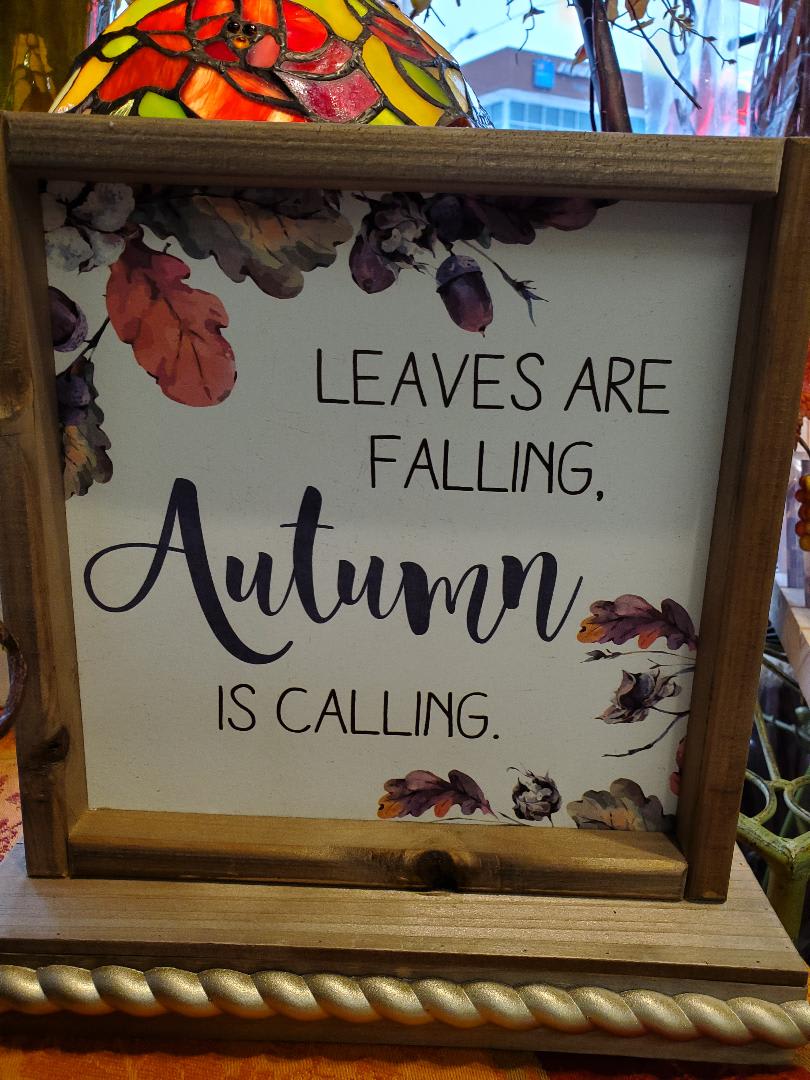 LEAVES ARE
FALLING,
Autumn
IS CALLING.